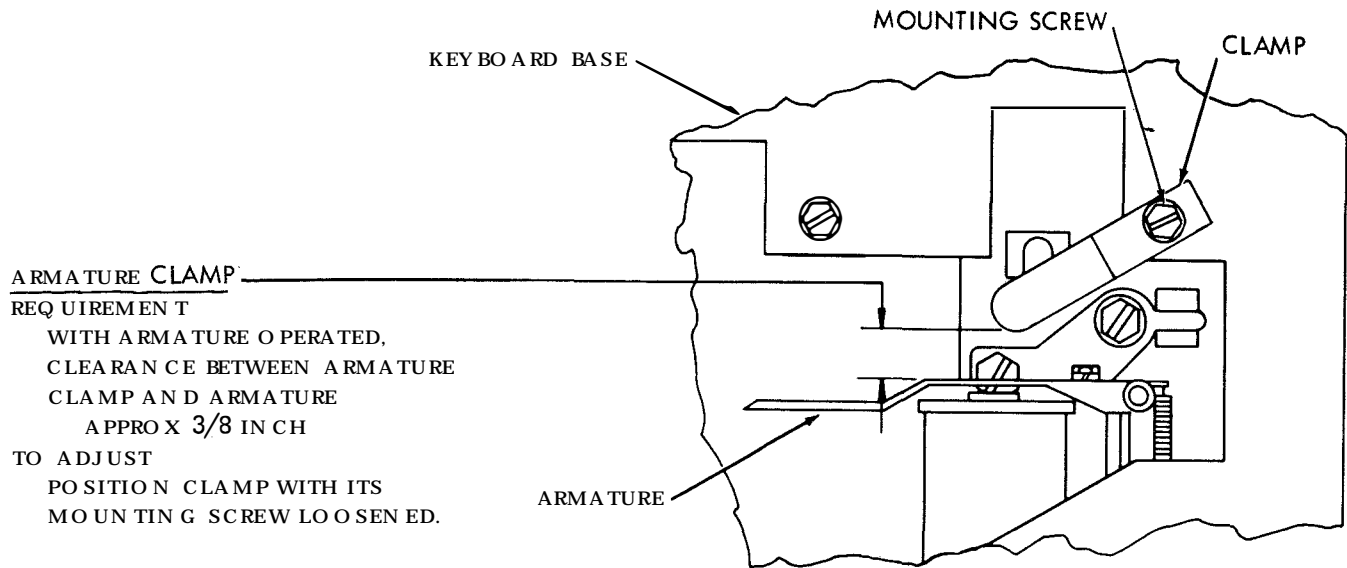 MOUNTING SCREW
CLAMP
KEYBOARD BASE
ARMATURE CLAMP
REQUIREMENT
WITH ARMATURE OPERATED,
CLEARANCE BETWEEN ARMATURE
CLAMP AND ARMATURE
APPROX 3/8 INCH
TO ADJUST
POSITION CLAMP WITH ITS
MOUNTING SCREW LOOSENED.
ARMATURE